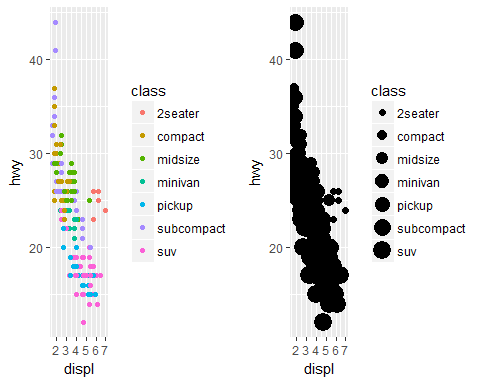 hwy
40
30
20
2 3 4 5 6 7
displ
class
2seater
compact
midsize
minivan
pickup
subcompact
suv
hwy
40
30
20
2 3 4 5 6 7
displ
class
2seater
compact
midsize
minivan
pickup
subcompact
suv